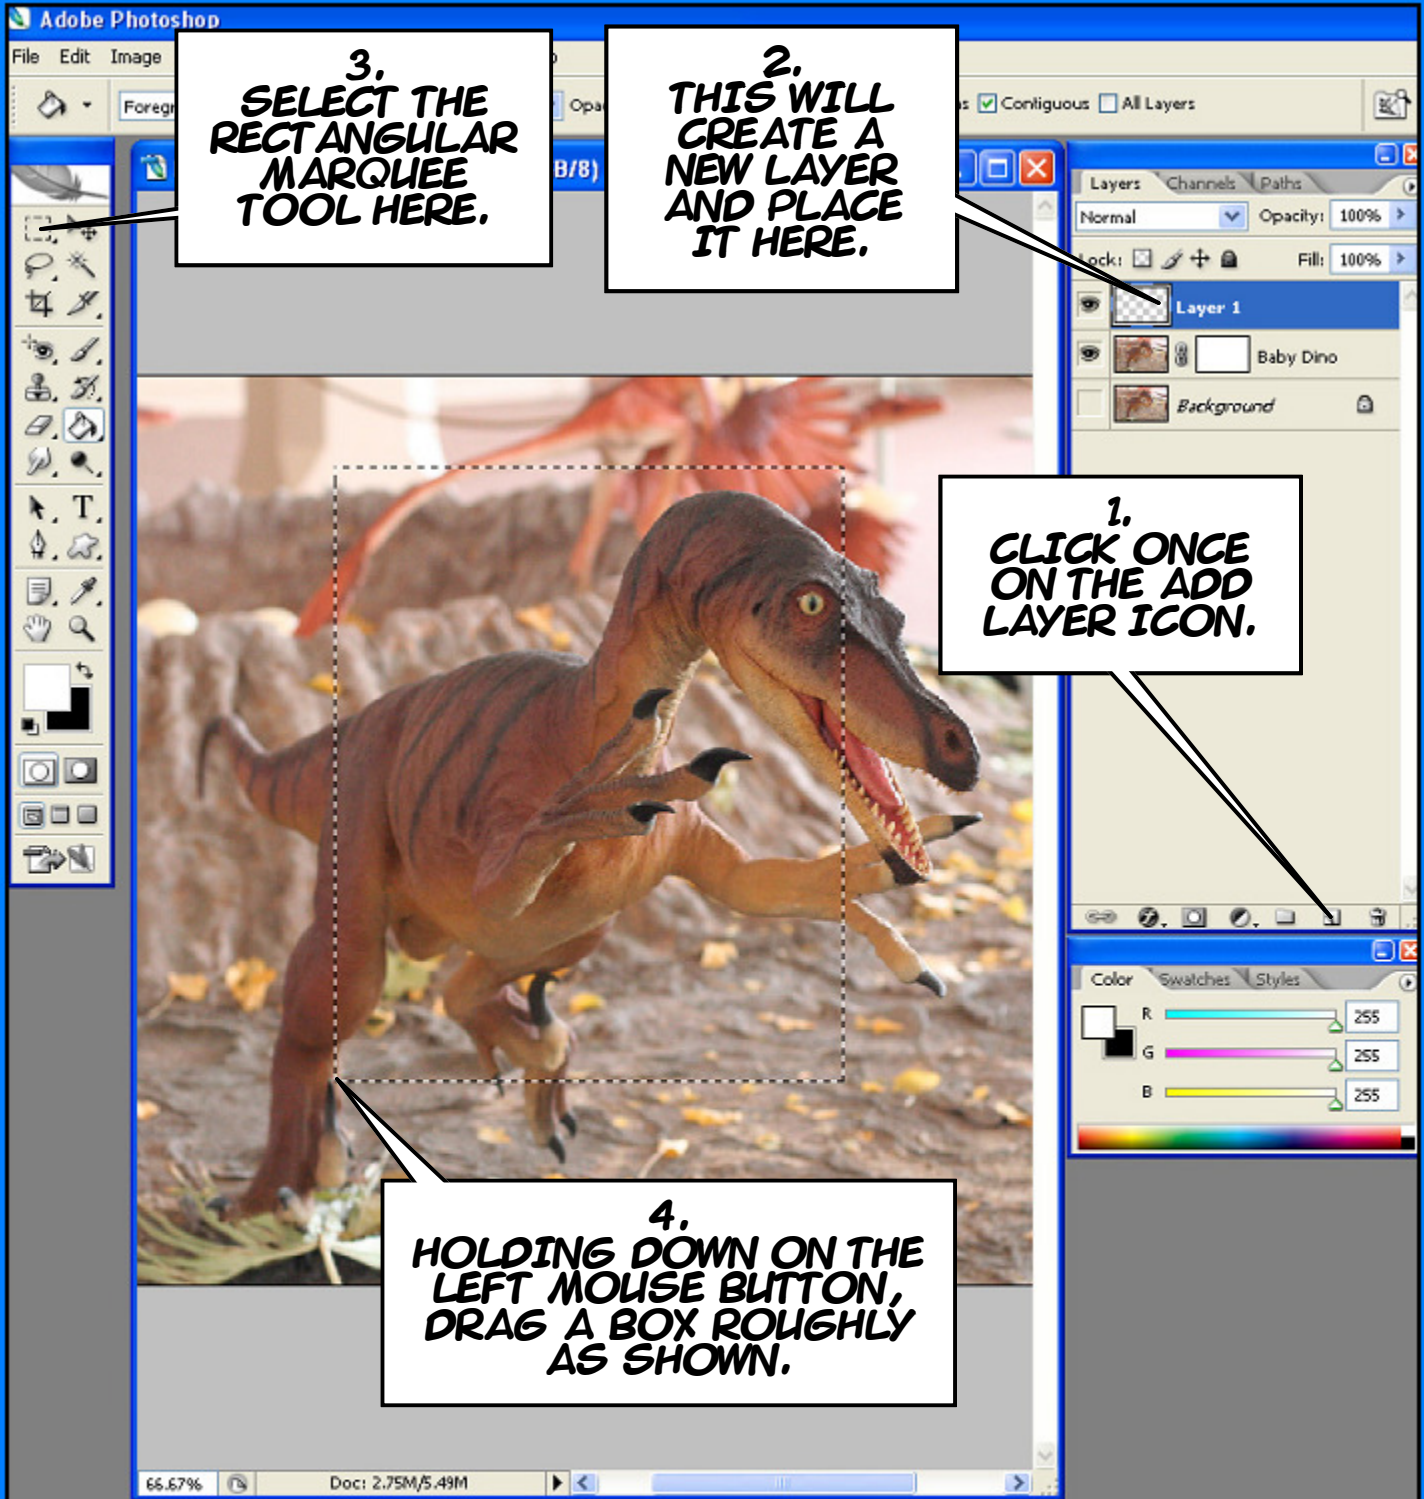 Adobe Photoshop
File Edit Image
Contiguous All Layers
3.
SELECT THE
RECTANGULAR
MARQUEE
TOOL HERE.
2.
THIS WILL
CREATE A
NEW LAYER
AND PLACE
IT HERE.
B/8)
Layers Channels Paths
Normal Opacity: 100%
Lock: Fill: 100%
Layer 1
Baby Dino
Background
1.
CLICK ONCE
ON THE ADD
LAYER ICON.
T
Color Swatches Styles
R 255
G 255
B 255
4.
HOLDING DOWN ON THE
LEFT MOUSE BUTTON,
DRAG A BOX ROUGHLY
AS SHOWN.
66.67% Doc: 2.75M/5.49M